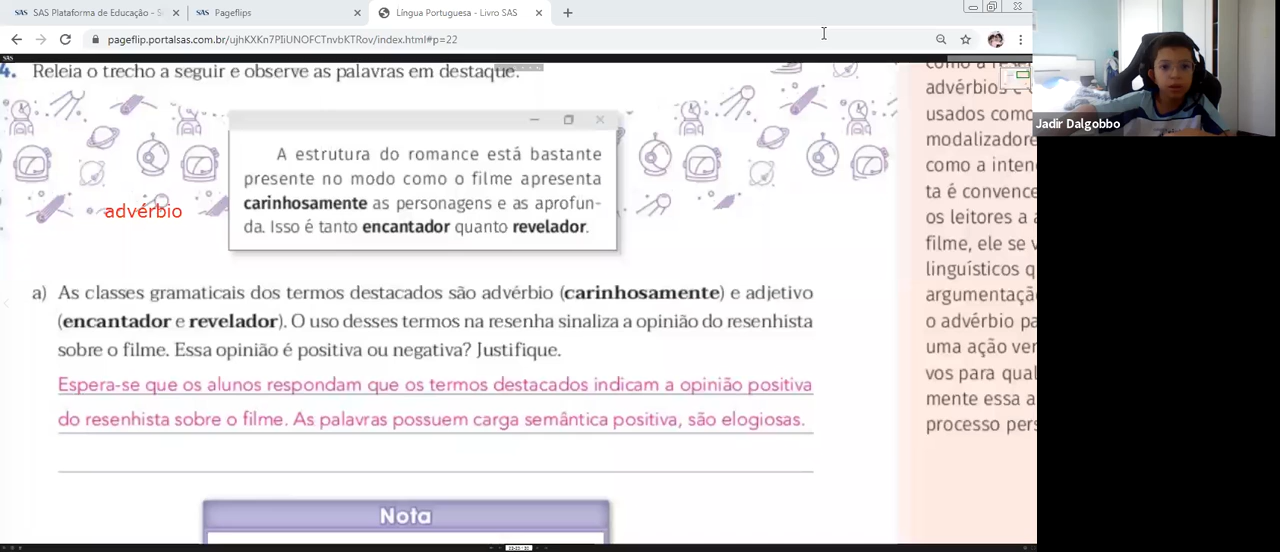 SAS Plataforma de Educação -
Pageflips
Língua Portuguesa - Livro SAS
pageflip.portalsas.com.br/ujhKXKn7PIiUNOFCTnvbKTRov/index.html#p=22
SAS
4. Releia o trecho a seguir e observe as palavras em destaque.
A estrutura do romance está bastante
presente no modo como o filme apresenta
carinhosamente as personagens e as aprofun-
da. Isso é tanto encantador quanto revelador.
advérbio
a) As classes gramaticais dos termos destacados são advérbio (carinhosamente) e adjetivo
(encantador e revelador). O uso desses termos na resenha sinaliza a opinião do resenhista
sobre o filme. Essa opinião é positiva ou negativa? Justifique.
Espera-se que os alunos respondam que os termos destacados indicam a opinião positiva
do resenhista sobre o filme. As palavras possuem carga semântica positiva, são elogiosas.
Nota
como a
advérbios e
usados como
modalizadore
como a inten
ta é convence
os leitores a a
filme, ele se v
linguísticos q
argumentaçã
o advérbio pa
uma ação ver
vos para qual
mente essa a
processo pers
Jadir Dalgobbo